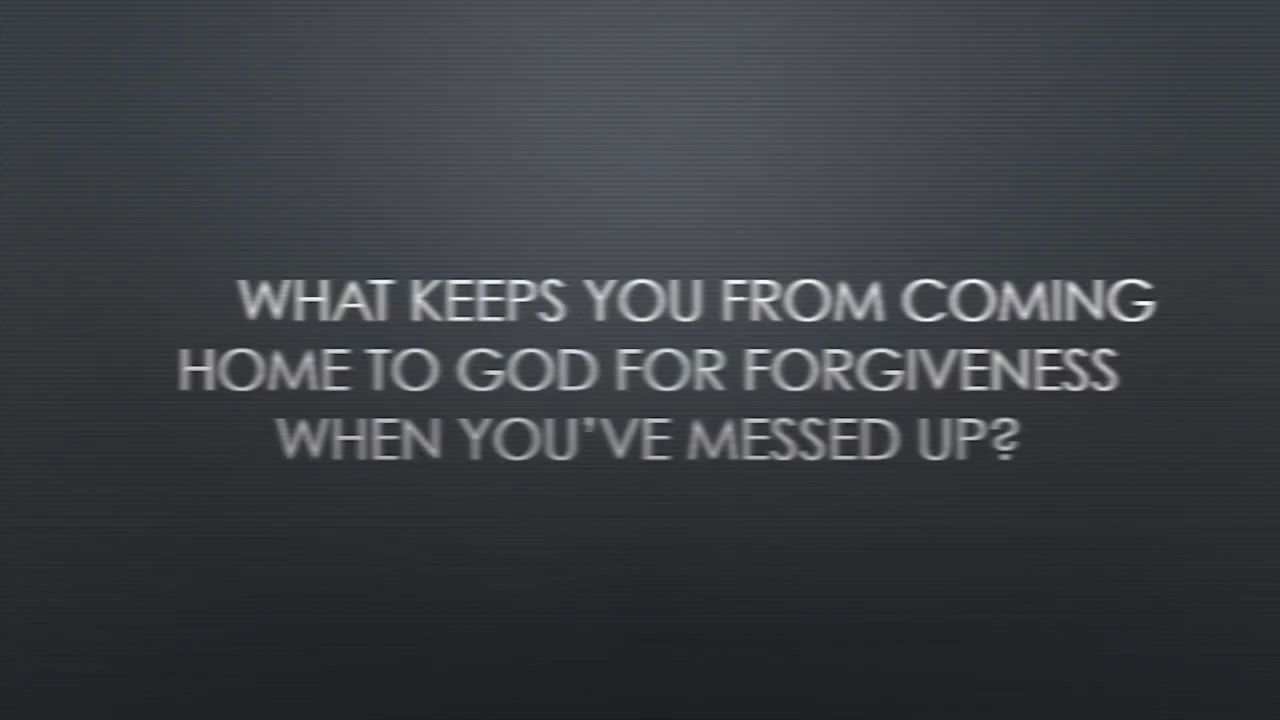 WHAT KEEPS YOU FROM COMING
HOME TO GOD FOR FORGIVENESS
WHEN YOU’VE MESSED UP?